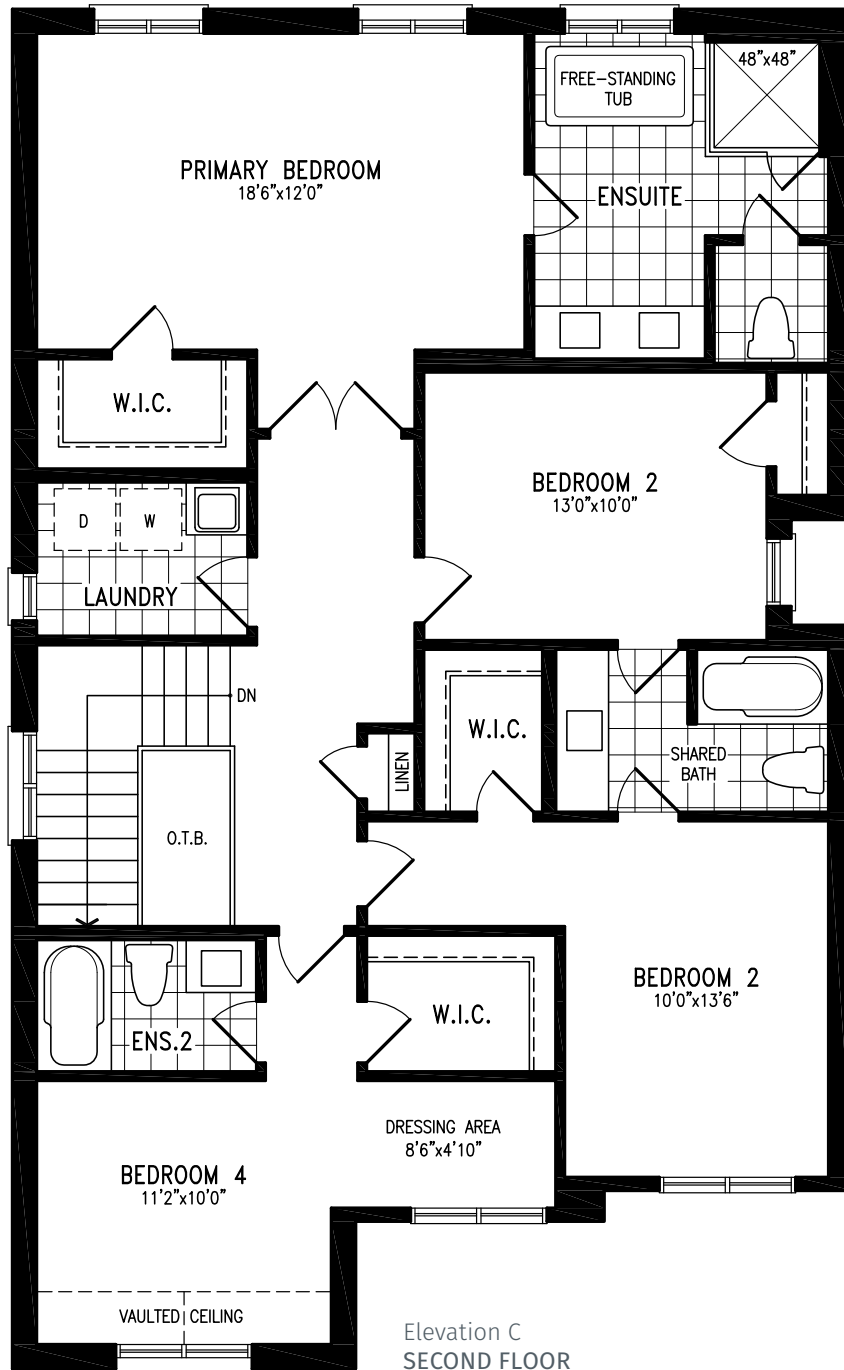 48"x48"
FREE-STANDING
TUB
PRIMARY BEDROOM
18'6"x12'0"
ENSUITE
W.I.C.
BEDROOM 2
13'0"x10'0"
D
W
LAUNDRY
DN
W.I.C.
SHARED
BATH
LINEN
O.T.B.
BEDROOM 2
10'0"x13'6"
W.I.C.
ENS.2
DRESSING AREA
8'6"x4'10"
BEDROOM 4
11'2"x10'0"
VAULTED CEILING
Elevation C
SECOND FLOOR